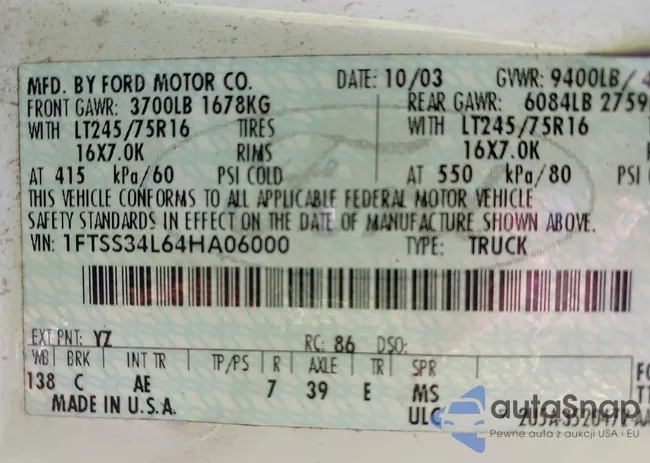 MFD. BY FORD MOTOR CO. DATE: 10/03 GVWR: 9400LB/ 4
FRONT GAWR: 3700LB 1678KG REAR GAWR: 6084LB 2759
WITH LT245/75R16 TIRES WITH LT245/75R16
16X7.0K RIMS 16X7.0K
AT 415 kPa/60 PSI COLD AT 550 kPa/80 PSI
THIS VEHICLE CONFORMS TO ALL APPLICABLE FEDERAL MOTOR VEHICLE
SAFETY STANDARDS IN EFFECT ON THE DATE OF MANUFACTURE SHOWN ABOVE.
VIN: 1FTSS34L64HA06000 TYPE: TRUCK
EXT PNT: YZ RC: 86 DSO:
WB BRK INT TR TP/PS R AXLE TR SPR
138 C AE 7 39 E MS
MADE IN U.S.A. ULC
autoSnap
Pewne auta z aukcji USA i EU